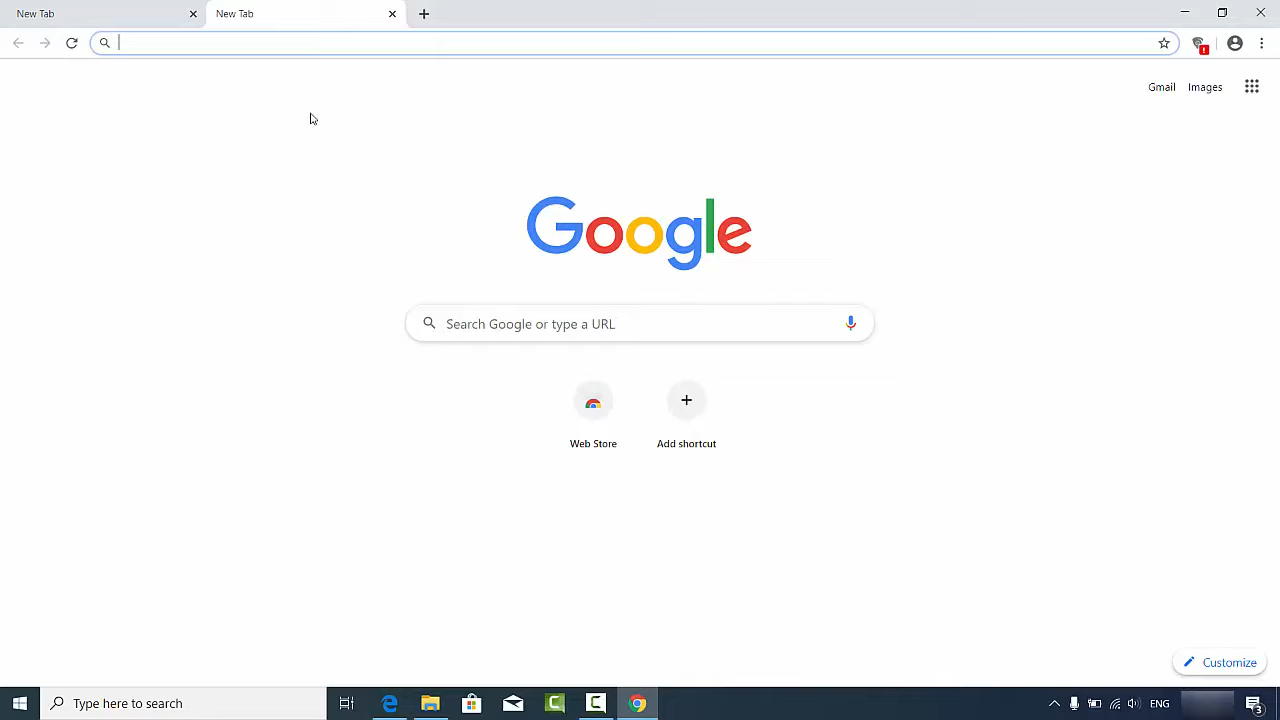 New Tab
New Tab
Gmail
Images
Google
Search Google or type a URL
Web Store
Add shortcut
Customize
Type here to search
ENG
3